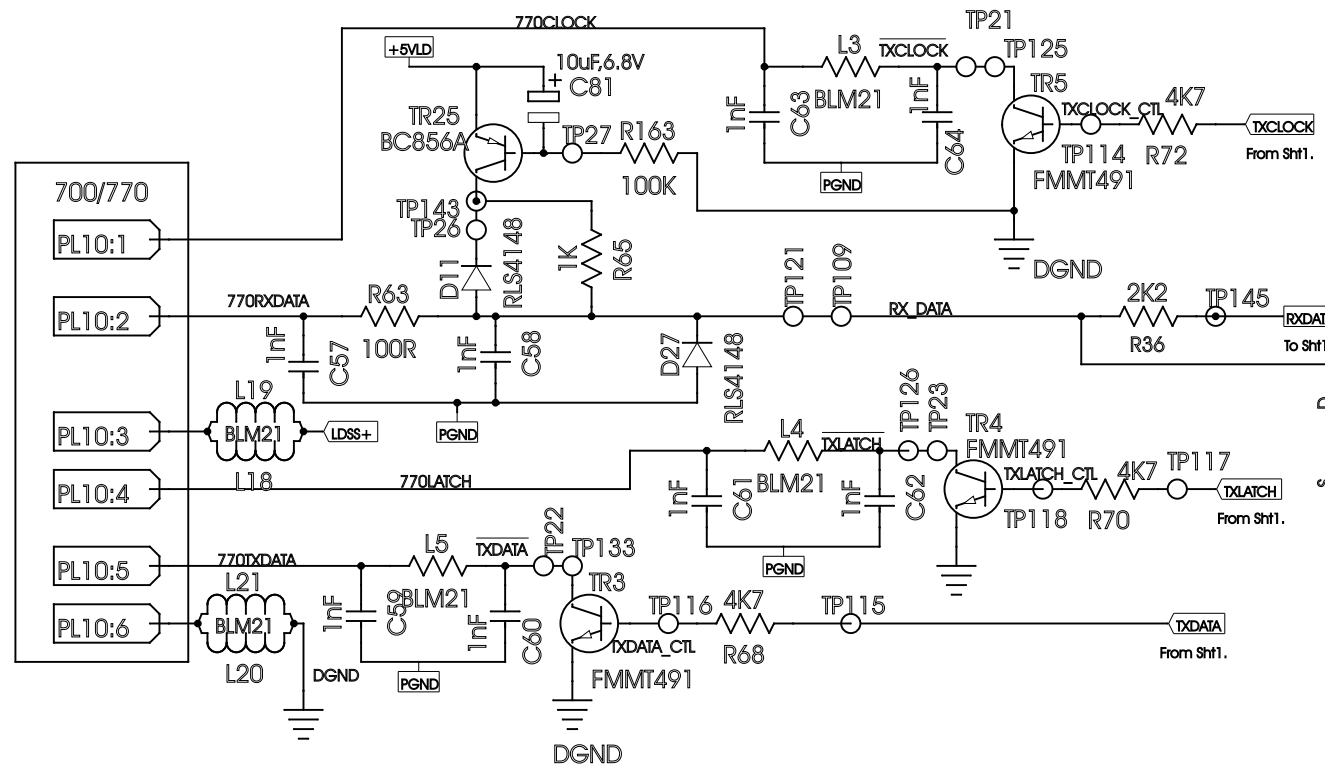 770CLOCK
TP21
+5VLD
L3
TXCLOCK
TP125
10uF,6.8V
+
C81
TR5
1nF
C63
BLM21
1nF
C64
TXCLOCK_CTL
4K7
TXCLOCK
TR25
BC856A
TP27
R163
100K
TP114
FMMT491
R72
From Sht1.
PGND
700/770
PL10:1
TP143
TP26
D11
RLS4148
1K
R65
DGND
TP121
TP109
770RXDATA
PL10:2
R63
100R
RX_DATA
2K2
R36
TP145
RXDAT
To Sht1
1nF
C57
1nF
C58
D27
RLS4148
L19
PL10:3
BLM21
LDSS+
PGND
L18
TP126
TP23
TR4
FMMT491
L4
TXLATCH
BLM21
PL10:4
770LATCH
1nF
C61
1nF
C62
TXLATCH_CTL
4K7
TP117
TXLATCH
TP118
R70
From Sht1.
PGND
TP22
TP133
L5
TXDATA
770TXDATA
PL10:5
TR3
BLM21
1nF
C59
1nF
C60
L21
PL10:6
BLM21
L20
DGND
PGND
TP116
4K7
TP115
TXDATA
TXDATA_CTL
R68
From Sht1.
FMMT491
DGND